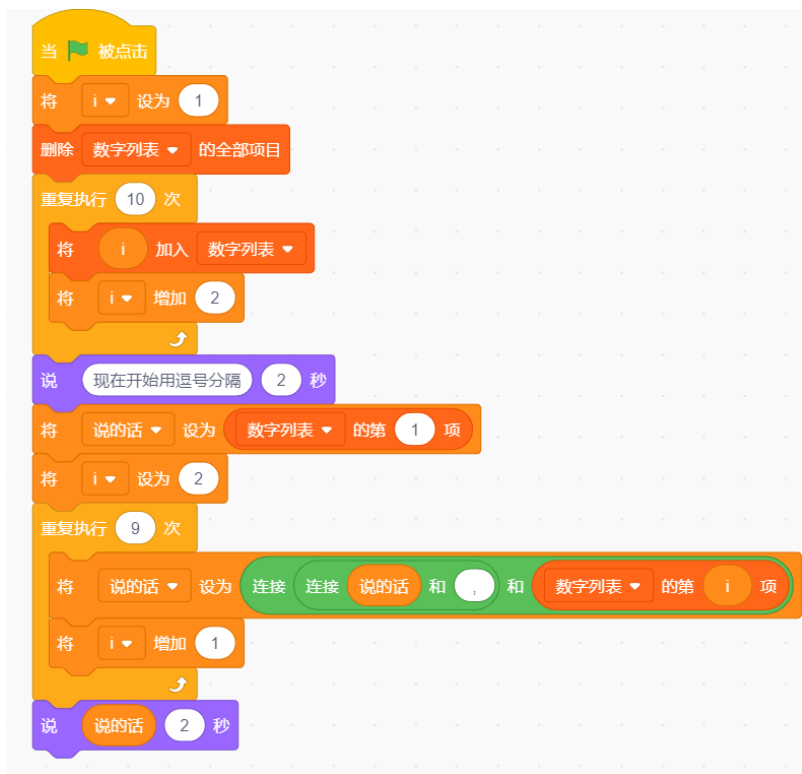 当 被点击
将 i 设为 1
删除 数字列表 的全部项目
重复执行 10 次
将 i 加入 数字列表
将 i 增加 2
说 现在开始用逗号分隔 2 秒
将 说的话 设为 数字列表 的第 1 项
将 i 设为 2
重复执行 9 次
将 说的话 设为 连接 连接 说的话 和 , 和 数字列表 的第 i 项
将 i 增加 1
说 说的话 2 秒